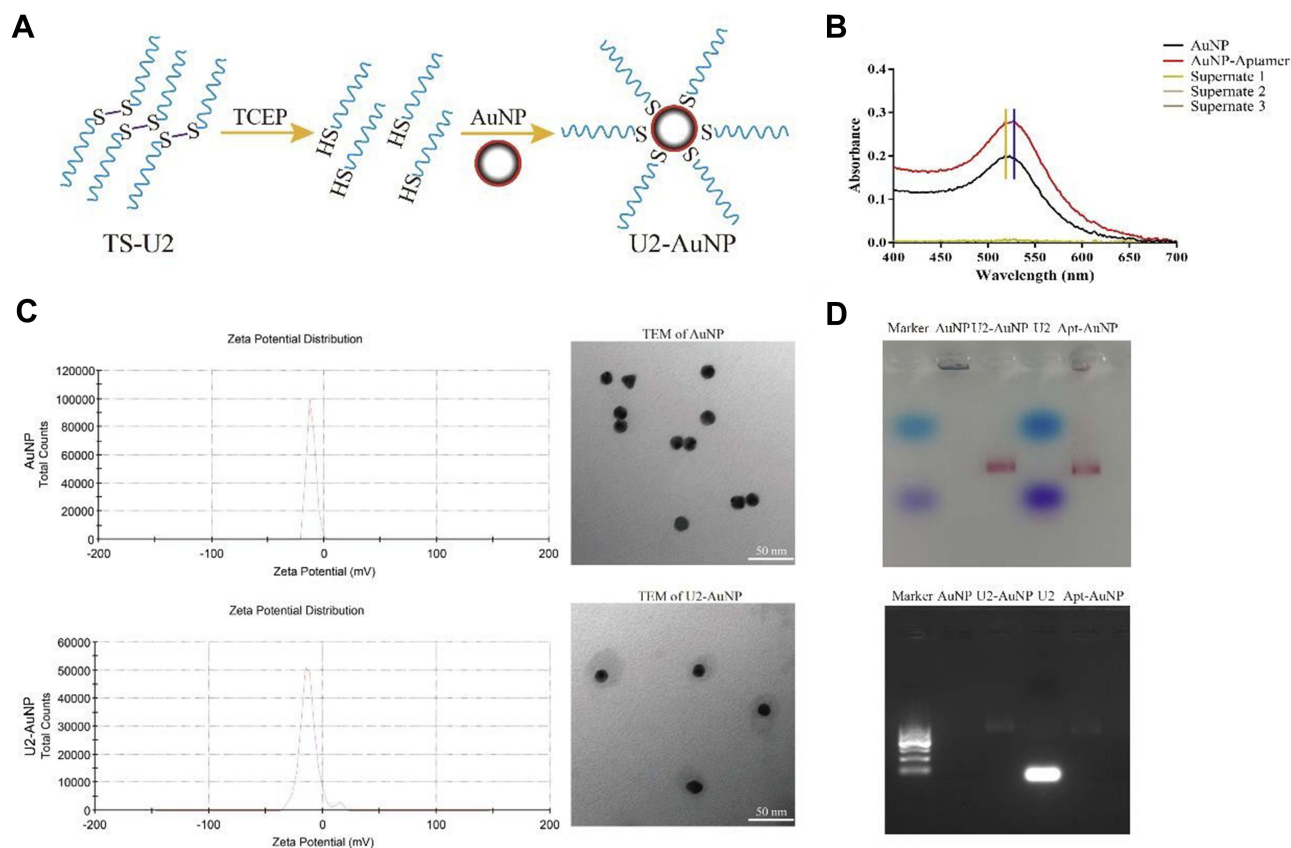 A
S S
S S
S S
TS-U2
TCEP
HS
HS
HS
HS
AuNP
S
S
S
S
S
S
U2-AuNP
B
AuNP
AuNP-Aptamer
Supernate 1
Supernate 2
Supernate 3
Absorbance
0.4
0.3
0.2
0.1
0.0
400 450 500 550 600 650 700
Wavelength (nm)
C
Zeta Potential Distribution
AuNP
Total Counts
120000
100000
80000
60000
40000
20000
0
-200 -100 0 100 200
Zeta Potential (mV)
TEM of AuNP
50 nm
Zeta Potential Distribution
U2-AuNP
Total Counts
60000
50000
40000
30000
20000
10000
0
-200 -100 0 100 200
Zeta Potential (mV)
TEM of U2-AuNP
50 nm
D
Marker AuNP U2-AuNP U2 Apt-AuNP
Marker AuNP U2-AuNP U2 Apt-AuNP